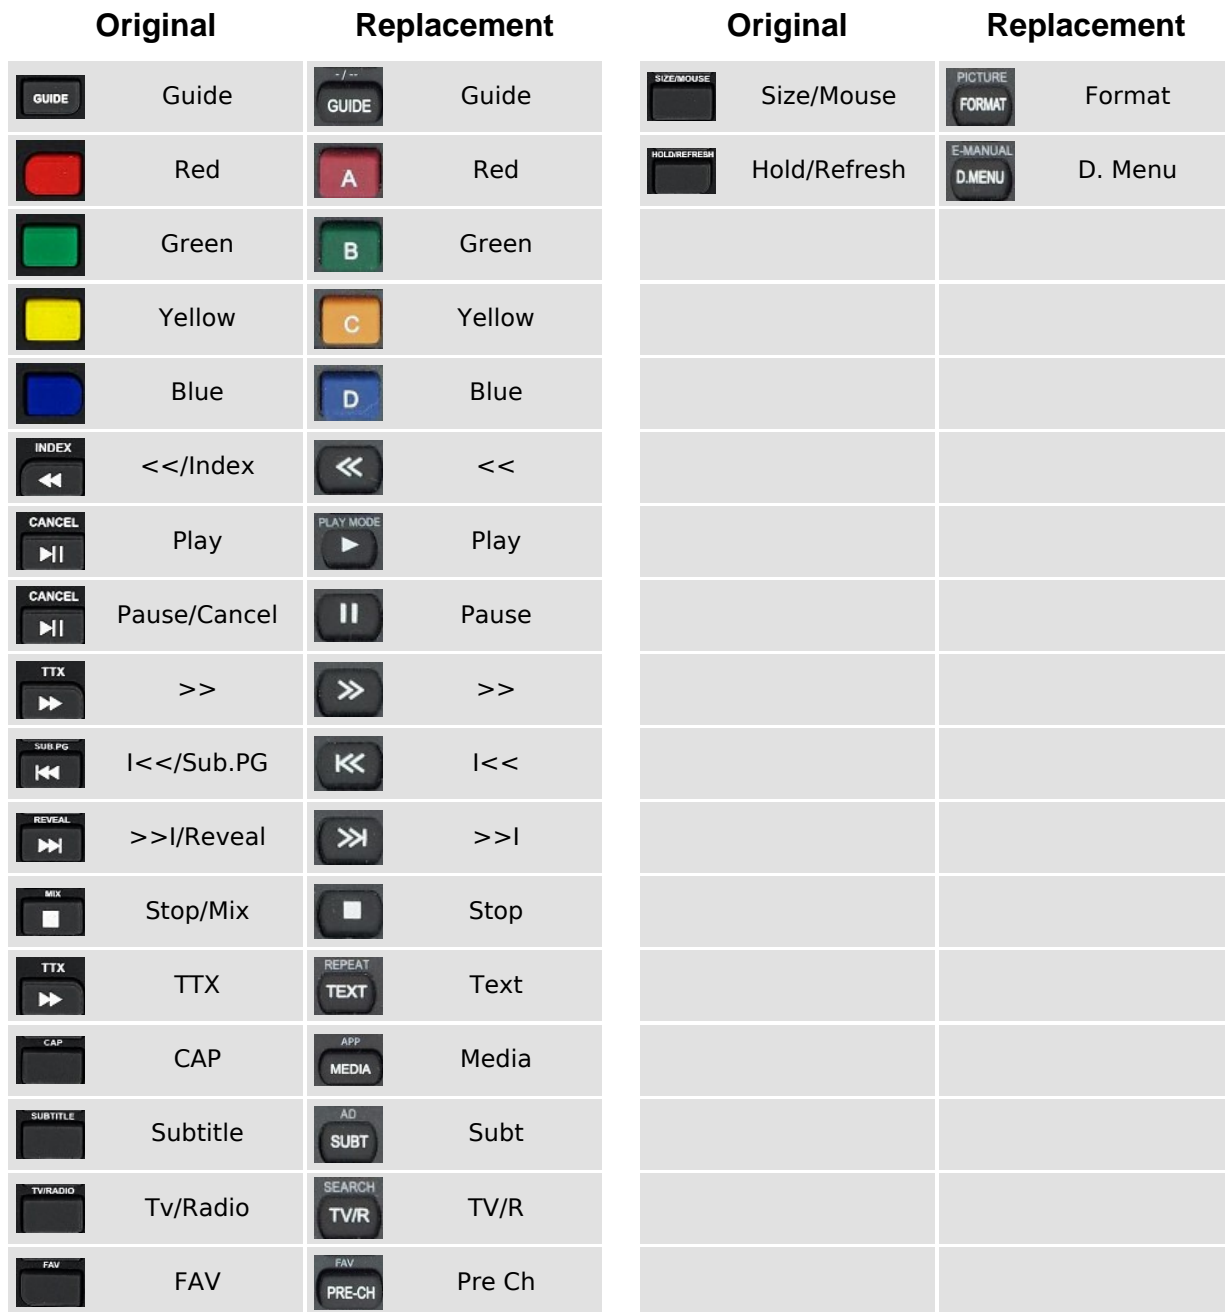 Original Replacement Original Replacement
GUIDE Guide -/-- GUIDE Guide SIZE/MOUSE Size/Mouse PICTURE FORMAT Format
Red A Red HOLD/REFRESH Hold/Refresh E-MANUAL D.MENU D. Menu
Green B Green
Yellow C Yellow
Blue D Blue
INDEX <</Index <<
CANCEL Play PLAY MODE Play
CANCEL Pause/Cancel Pause
TTX >> >>
SUB.PG I<</Sub.PG I<<
REVEAL >>I/Reveal >>I
MIX Stop/Mix Stop
TTX TTX REPEAT TEXT Text
CAP CAP APP MEDIA Media
SUBTITLE Subtitle AD SUBT Subt
TV/RADIO Tv/Radio SEARCH TV/R TV/R
FAV FAV FAV PRE-CH Pre Ch